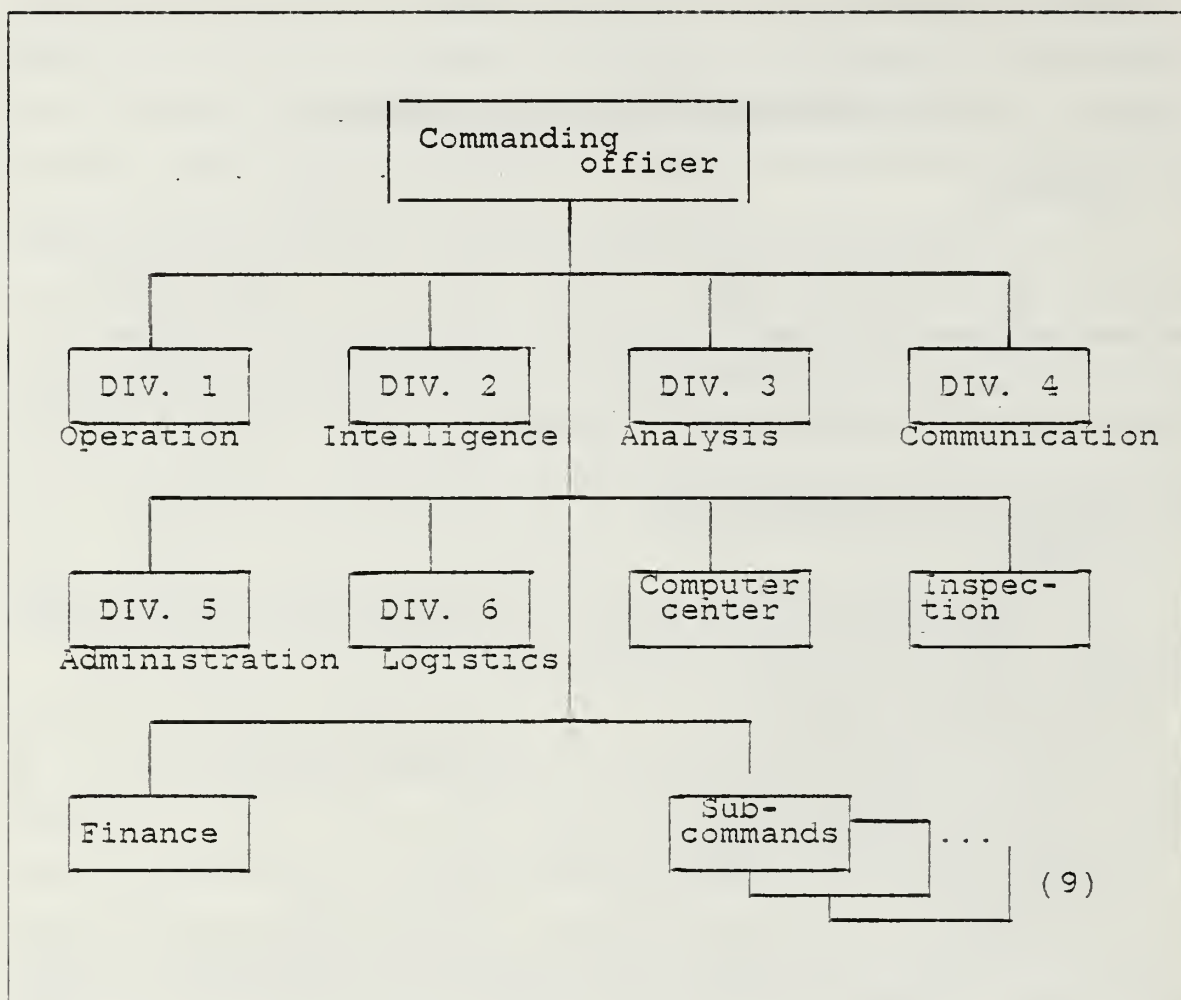 Commanding
officer
DIV. 1 DIV. 2 DIV. 3 DIV. 4
Operation Intelligence Analysis Communication
DIV. 5 DIV. 6 Computer center Inspec-
tion
Administration Logistics
Finance
Sub-
commands ...
(9)